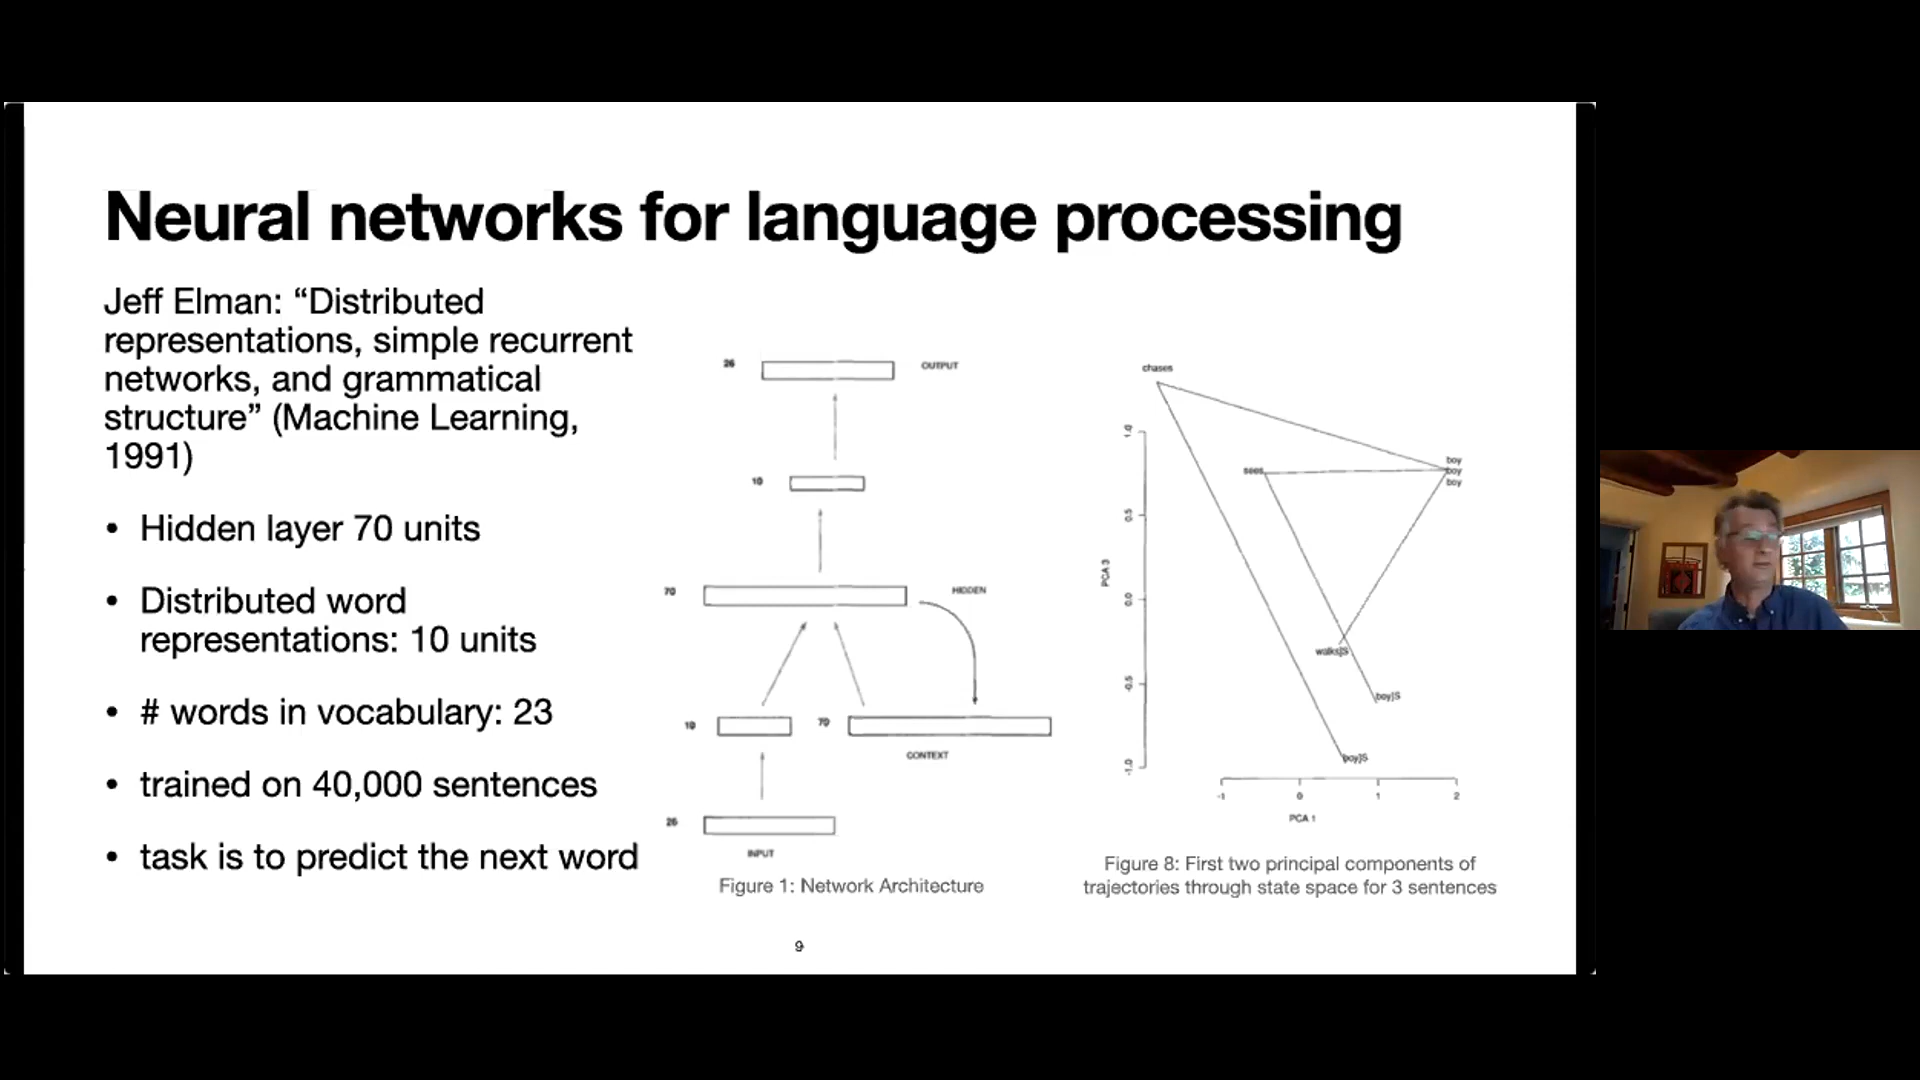 Neural networks for language processing
Jeff Elman: “Distributed
representations, simple recurrent
networks, and grammatical
structure” (Machine Learning,
1991)
• Hidden layer 70 units
• Distributed word
representations: 10 units
• # words in vocabulary: 23
• trained on 40,000 sentences
• task is to predict the next word
26
OUTPUT
10
70
HIDDEN
10
70
CONTEXT
26
INPUT
Figure 1: Network Architecture
chases
1.0
boy
sees
boy
boy
0.5
PCA 3
0.0
walks]S
-0.5
boy]S
boy]S
-1.0
-1
0
1
2
PCA 1
Figure 8: First two principal components of
trajectories through state space for 3 sentences
9